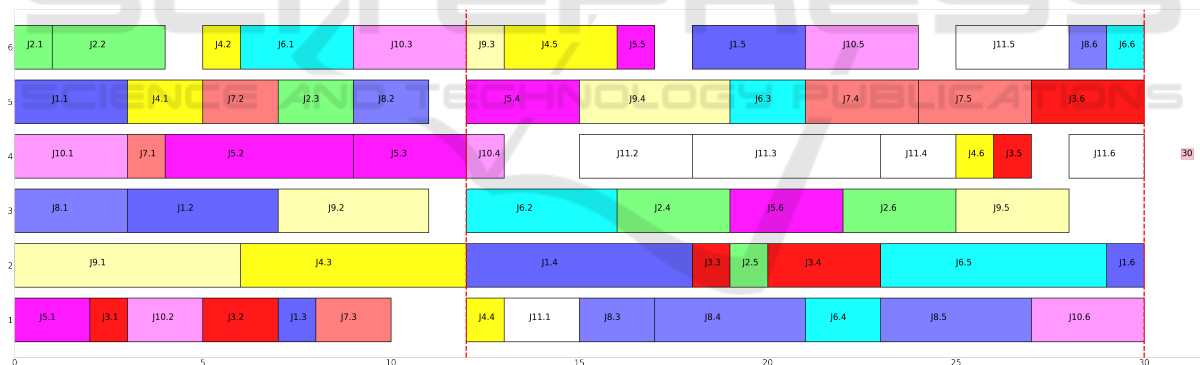 SCITEPRESS
SCIENCE AND TECHNOLOGY PUBLICATIONS
6 J2.1 J2.2 J4.2 J6.1 J10.3 J9.3 J4.5 J5.5 J1.5 J10.5 J11.5 J8.6 J6.6
5 J1.1 J4.1 J7.2 J2.3 J8.2 J5.4 J9.4 J6.3 J7.4 J7.5 J3.6
4 J10.1 J7.1 J5.2 J5.3 J10.4 J11.2 J11.3 J11.4 J4.6 J3.5 J11.6 30
3 J8.1 J1.2 J9.2 J6.2 J2.4 J5.6 J2.6 J9.5
2 J9.1 J4.3 J1.4 J3.3 J2.5 J3.4 J6.5 J1.6
1 J5.1 J3.1 J10.2 J3.2 J1.3 J7.3 J4.4 J11.1 J8.3 J8.4 J6.4 J8.5 J10.6
0 5 10 15 20 25 30